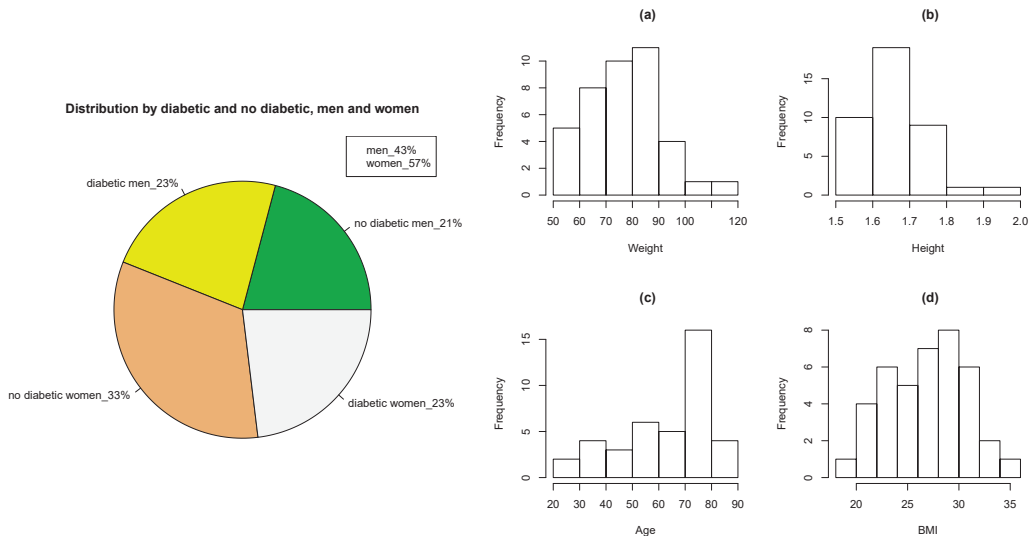 Distribution by diabetic and no diabetic, men and women
men_43%
women_57%
diabetic men_23%
no diabetic men_21%
no diabetic women_33%
diabetic women_23%
(a)
Frequency
0 2 4 6 8 10
50 60 70 80 90 100 120
Weight
(b)
Frequency
0 5 10 15
1.5 1.6 1.7 1.8 1.9 2.0
Height
(c)
Frequency
0 5 10 15
20 30 40 50 60 70 80 90
Age
(d)
Frequency
0 2 4 6 8
20 25 30 35
BMI